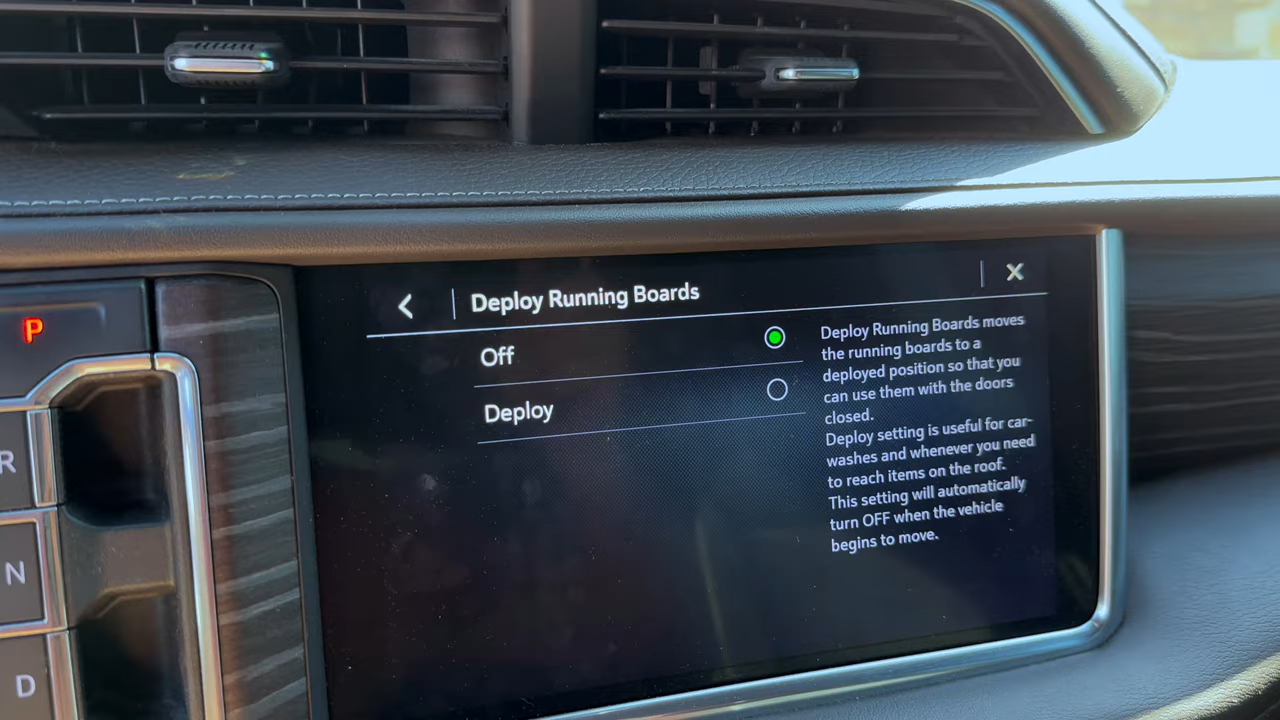 Deploy Running Boards
Off
Deploy
Deploy Running Boards moves
the running boards to a
deployed position so that you
can use them with the doors
closed.
Deploy setting is useful for car-
washes and whenever you need
to reach items on the roof.
This setting will automatically
turn OFF when the vehicle
begins to move.
P
R
N
D